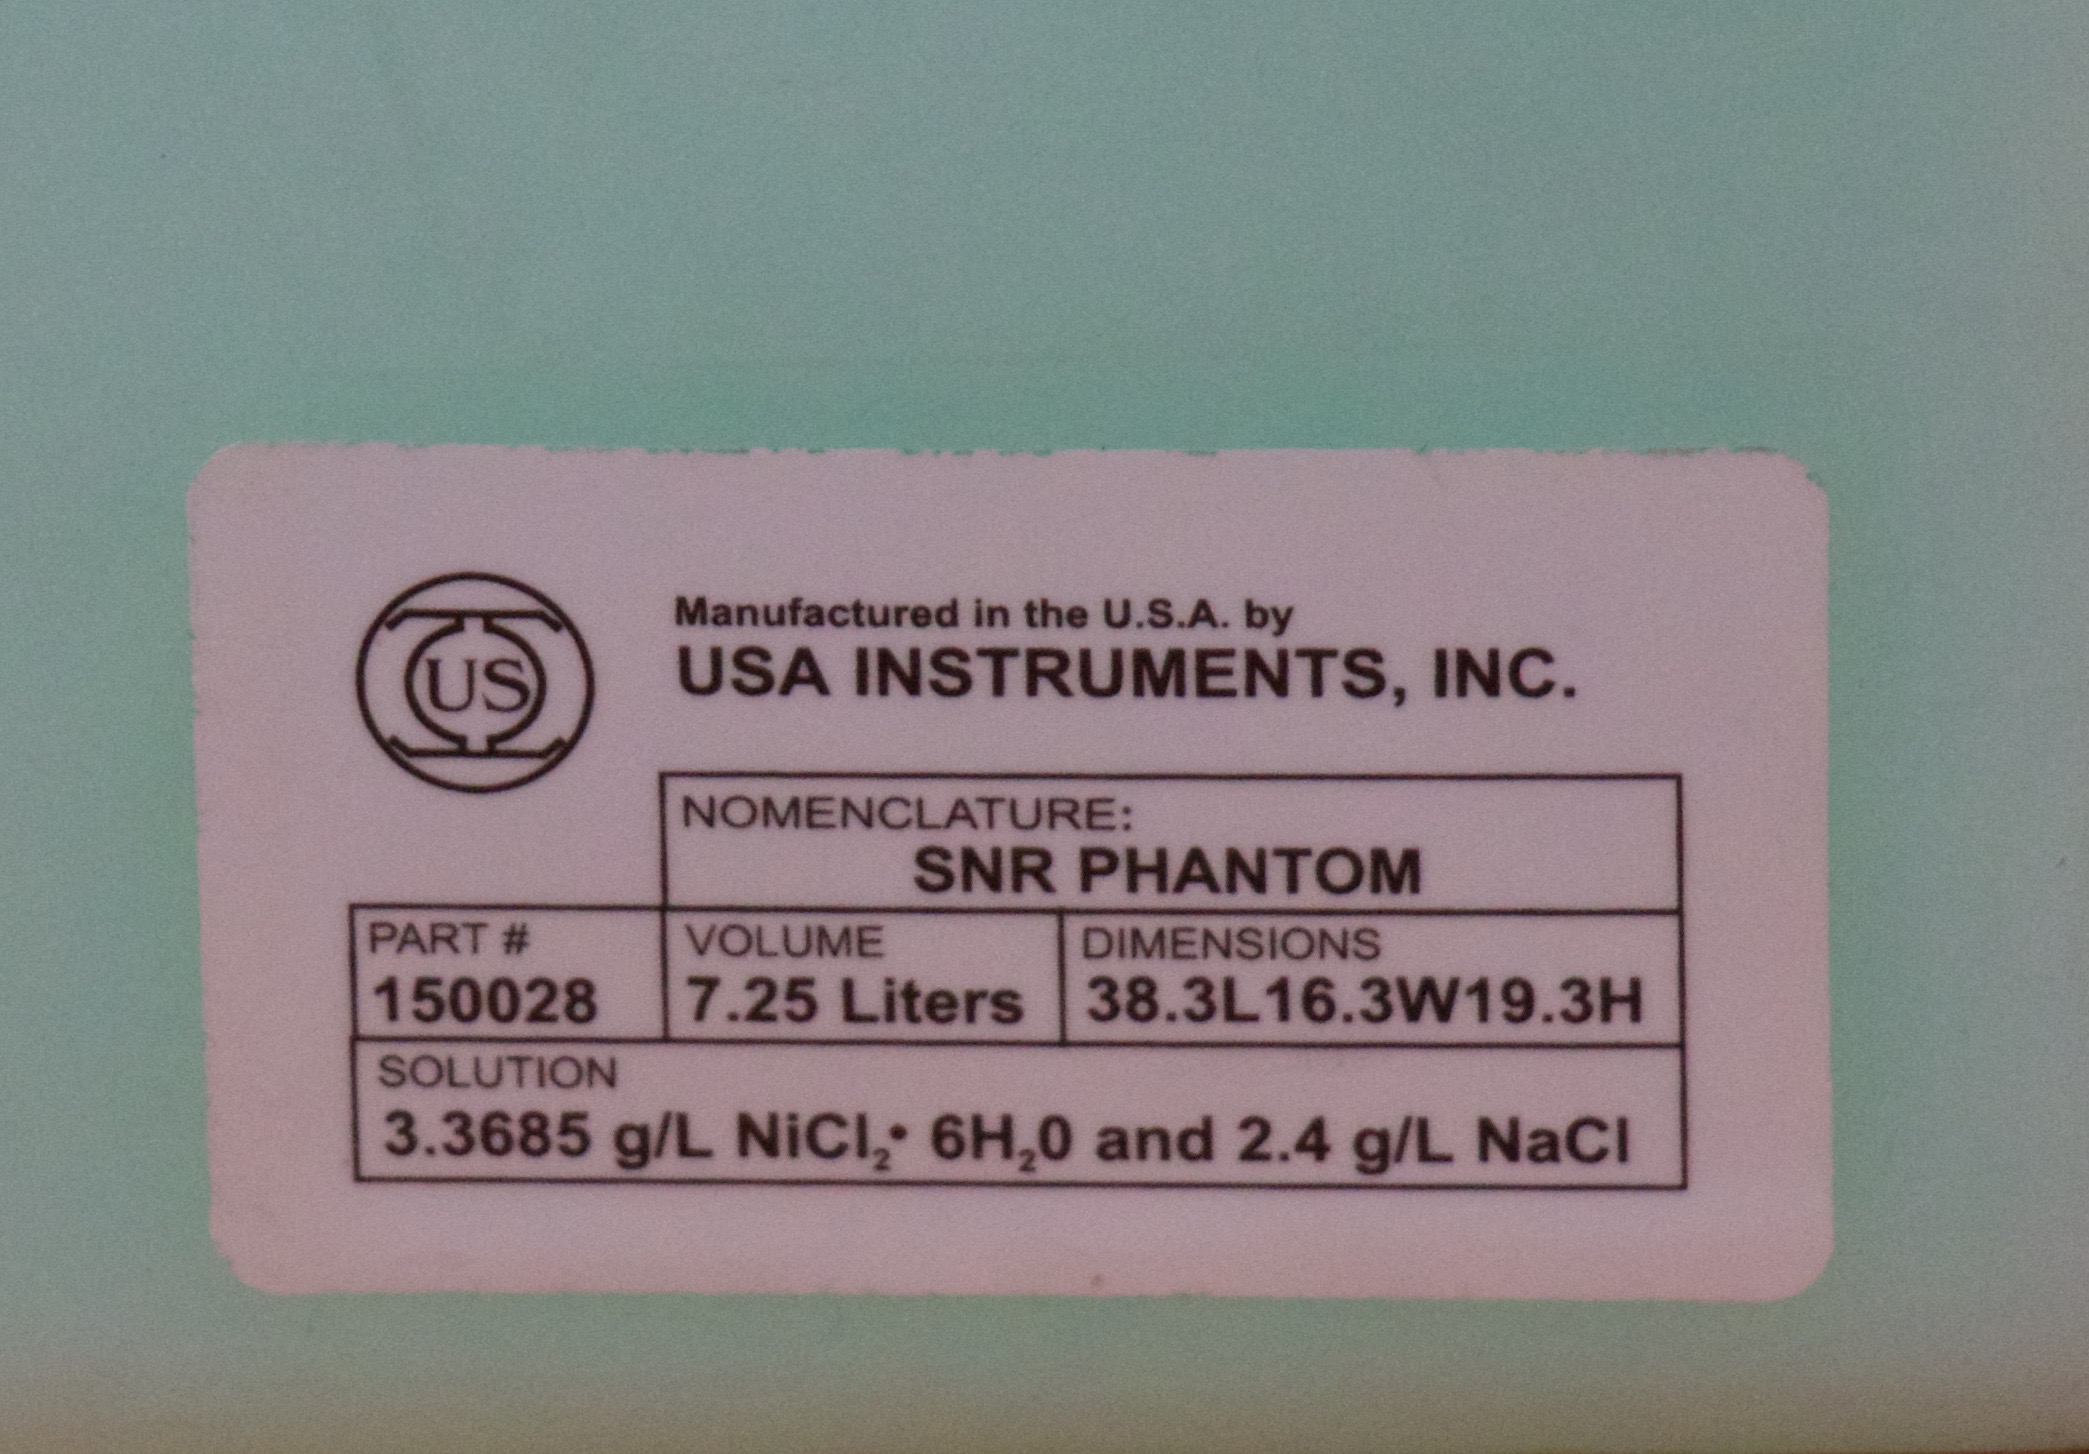 US
Manufactured in the U.S.A. by
USA INSTRUMENTS, INC.
NOMENCLATURE:
SNR PHANTOM
PART #
150028
VOLUME
7.25 Liters
DIMENSIONS
38.3L16.3W19.3H
SOLUTION
3.3685 g/L NiCl₂• 6H₂0 and 2.4 g/L NaCl